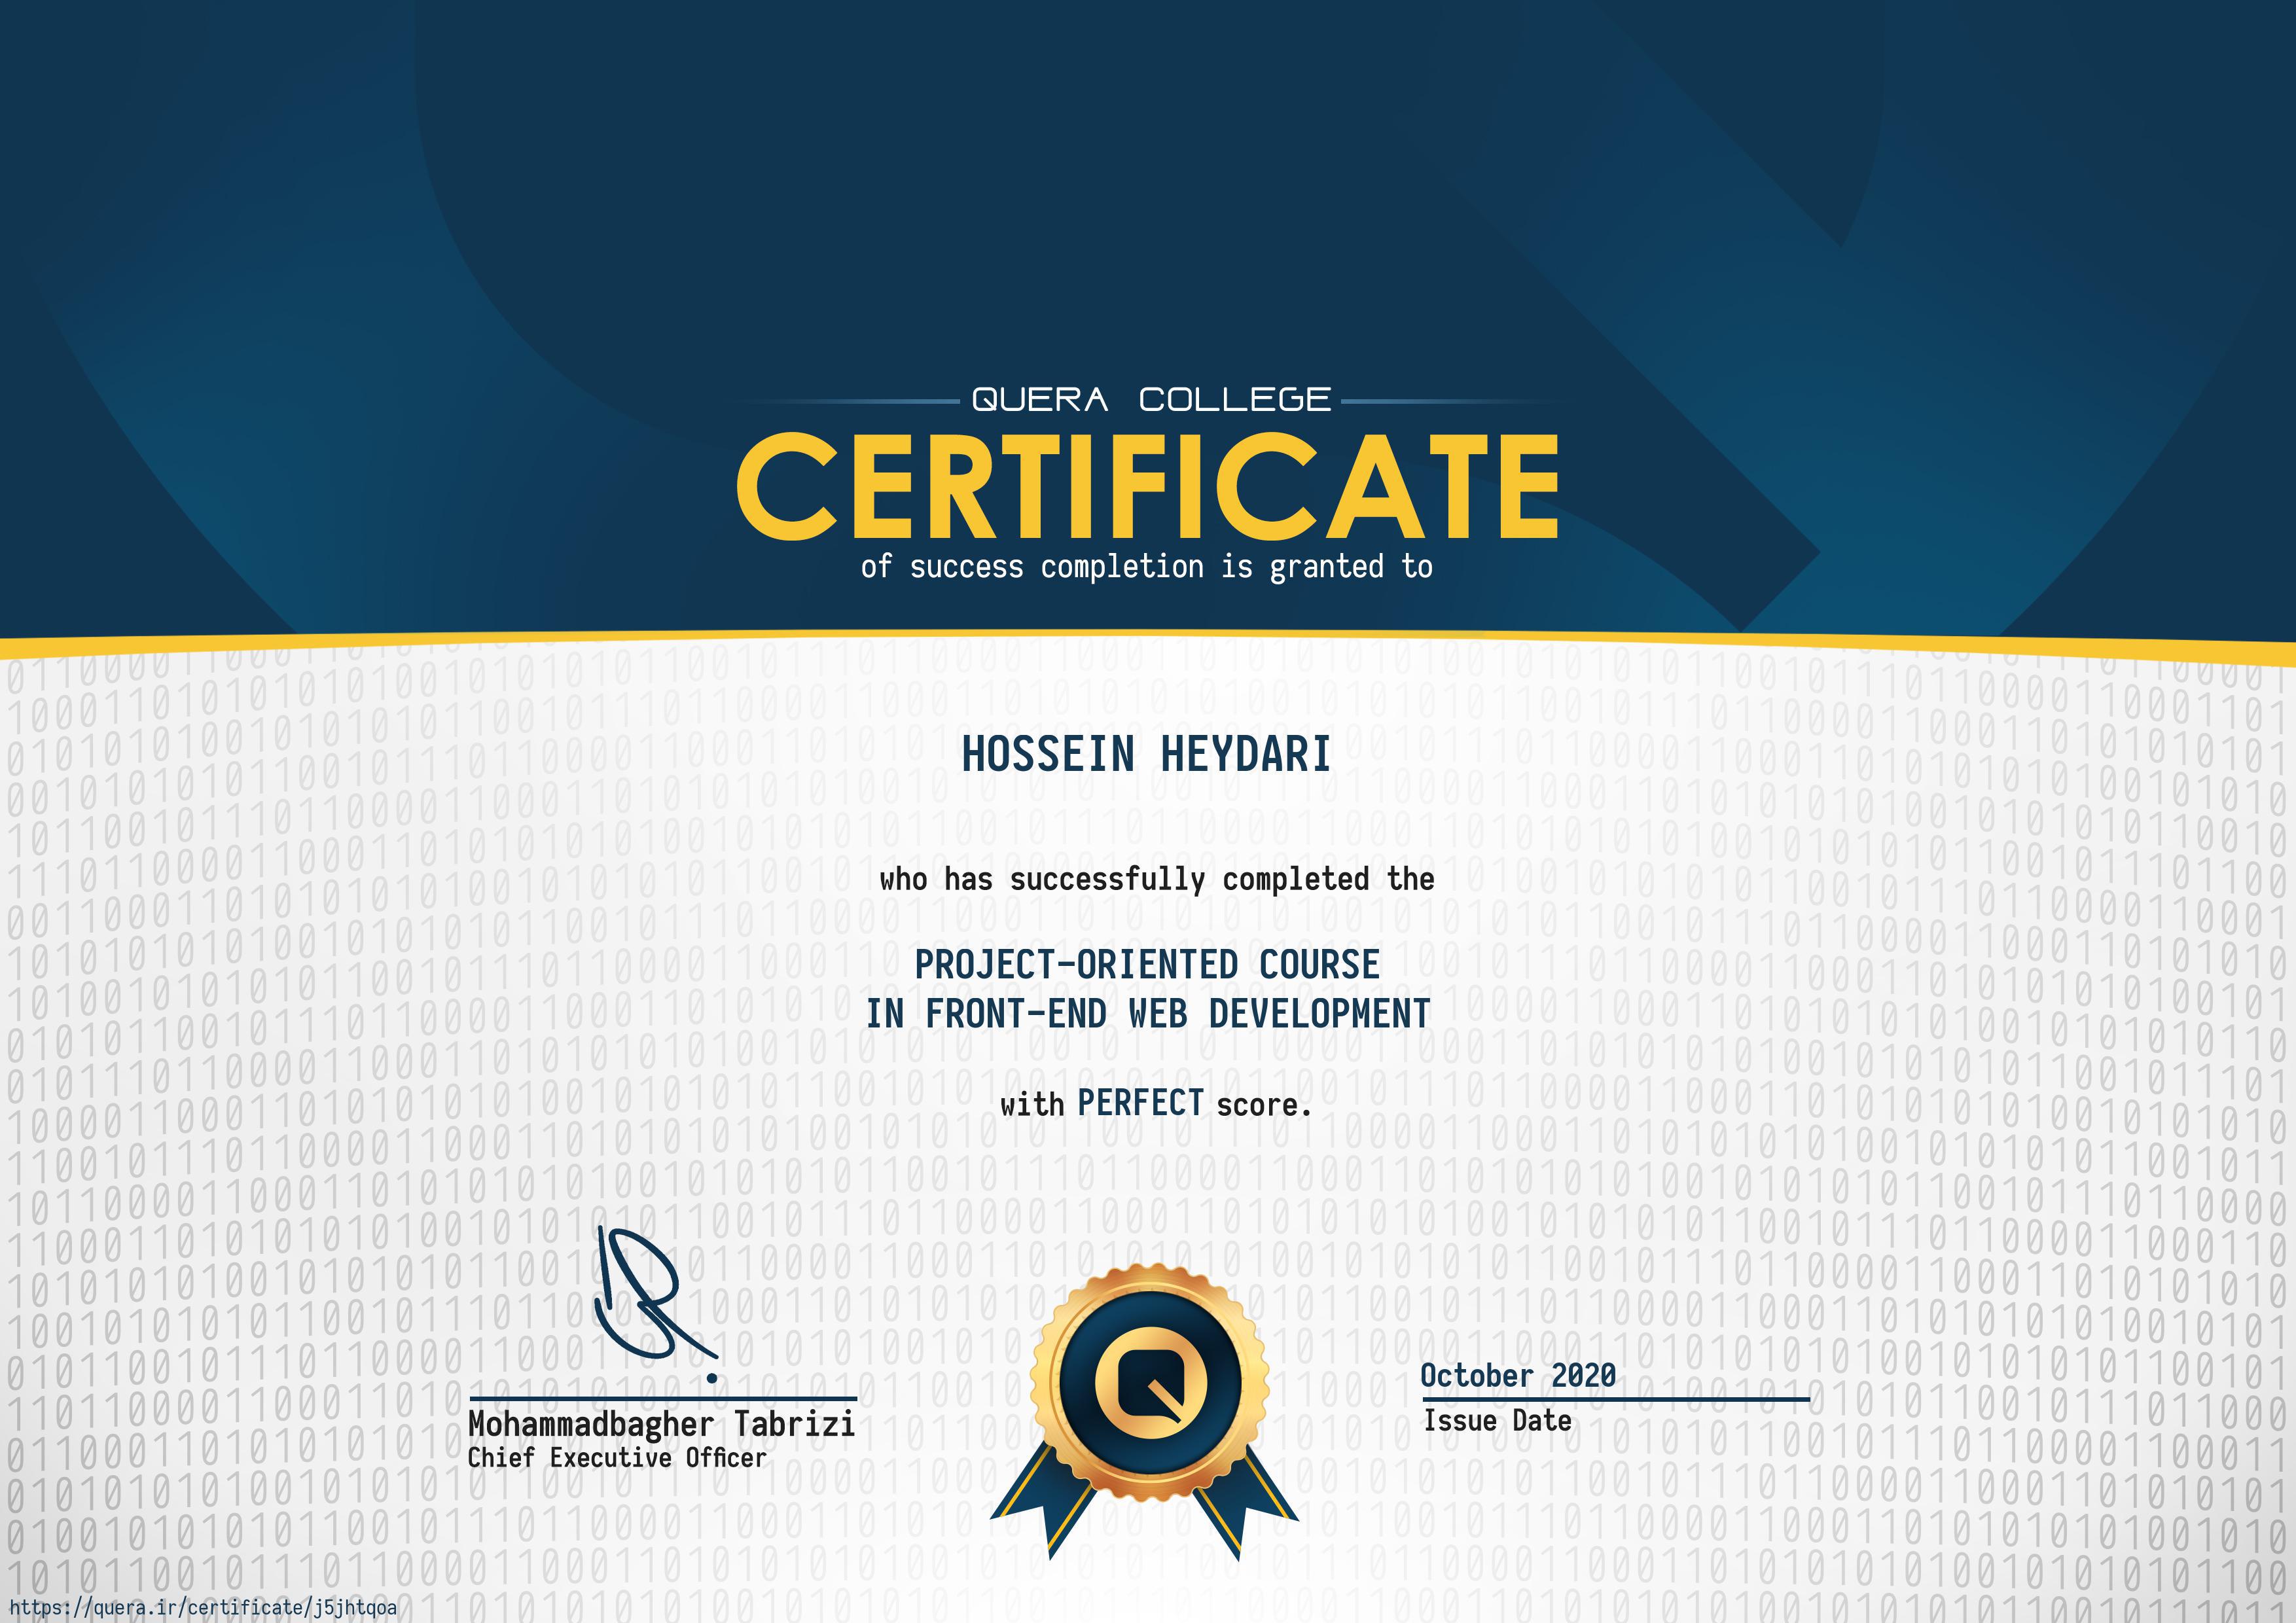 QUERA COLLEGE
CERTIFICATE
of success completion is granted to
HOSSEIN HEYDARI
who has successfully completed the
PROJECT-ORIENTED COURSE
IN FRONT-END WEB DEVELOPMENT
with PERFECT score.
October 2020
Mohammadbagher Tabrizi
Issue Date
Chief Executive Officer
https://quera.ir/certificate/j5jhtqoa